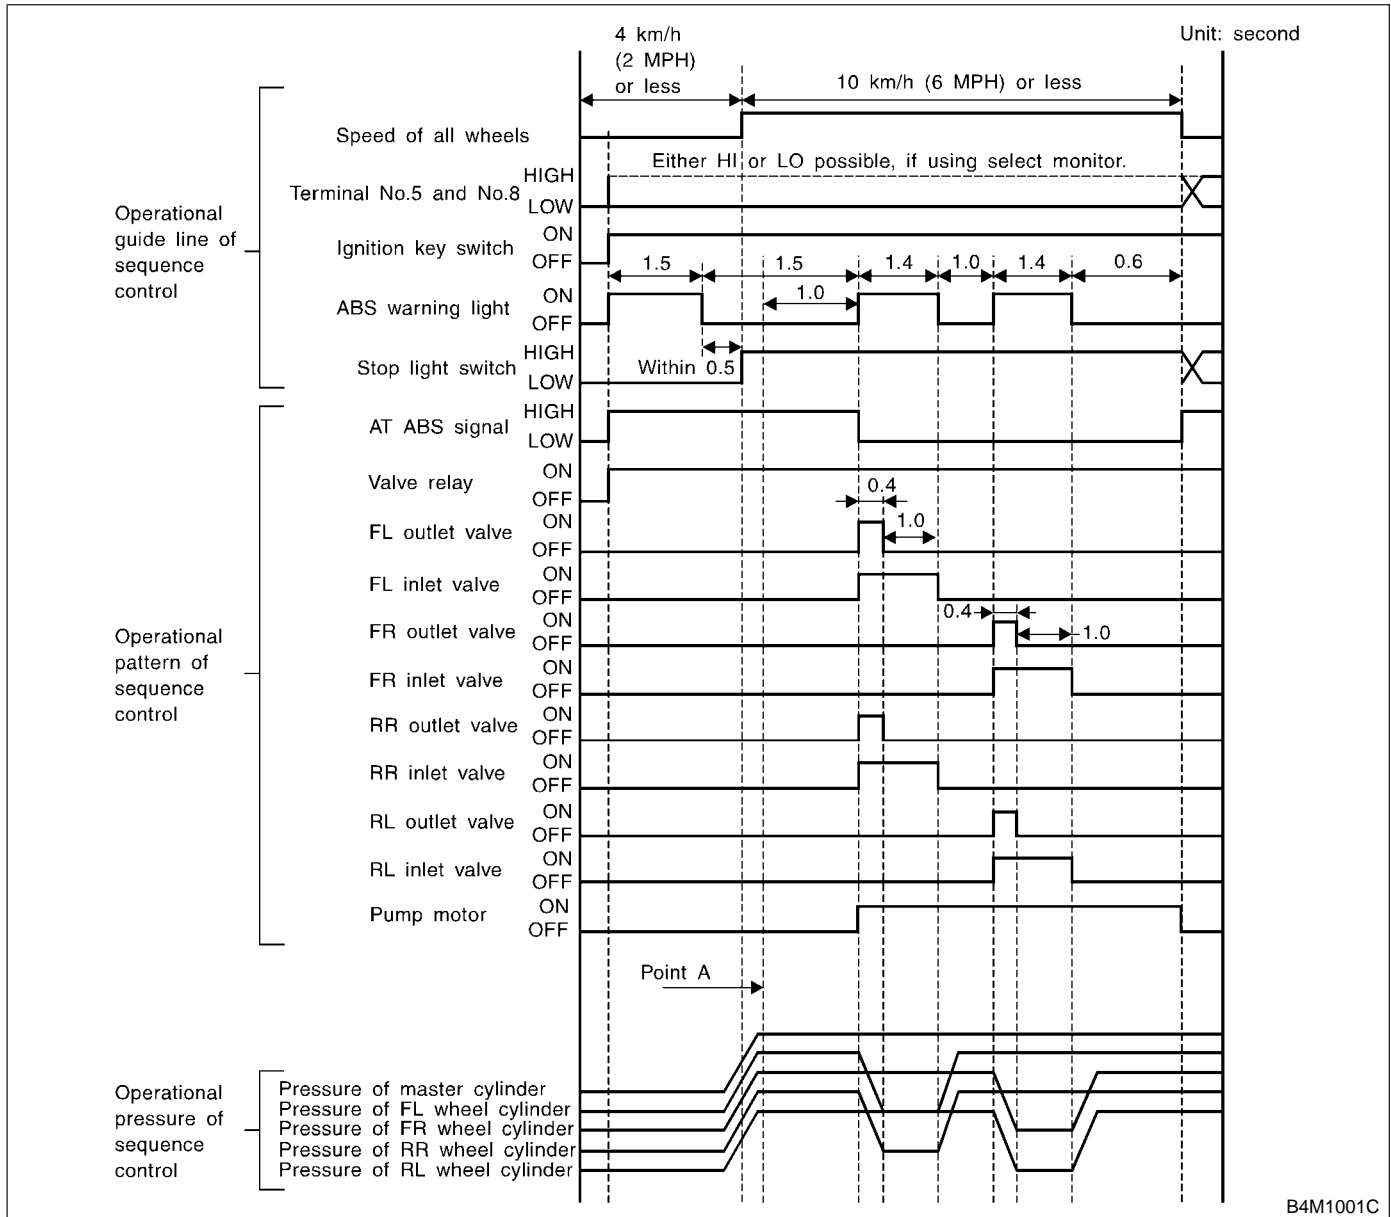 4 km/h
(2 MPH)
or less
Unit: second
10 km/h (6 MPH) or less
Operational
guide line of
sequence
control
Speed of all wheels
Either HI or LO possible, if using select monitor.
Terminal No.5 and No.8
HIGH
LOW
Ignition key switch
ON
OFF
1.5
1.5
1.4
1.0
1.4
0.6
ABS warning light
ON
OFF
1.0
Stop light switch
HIGH
LOW
Within 0.5
Operational
pattern of
sequence
control
AT ABS signal
HIGH
LOW
Valve relay
ON
OFF
0.4
FL outlet valve
ON
OFF
1.0
FL inlet valve
ON
OFF
FR outlet valve
ON
OFF
0.4
1.0
FR inlet valve
ON
OFF
RR outlet valve
ON
OFF
RR inlet valve
ON
OFF
RL outlet valve
ON
OFF
RL inlet valve
ON
OFF
Pump motor
ON
OFF
Point A
Operational
pressure of
sequence
control
Pressure of master cylinder
Pressure of FL wheel cylinder
Pressure of FR wheel cylinder
Pressure of RR wheel cylinder
Pressure of RL wheel cylinder
B4M1001C